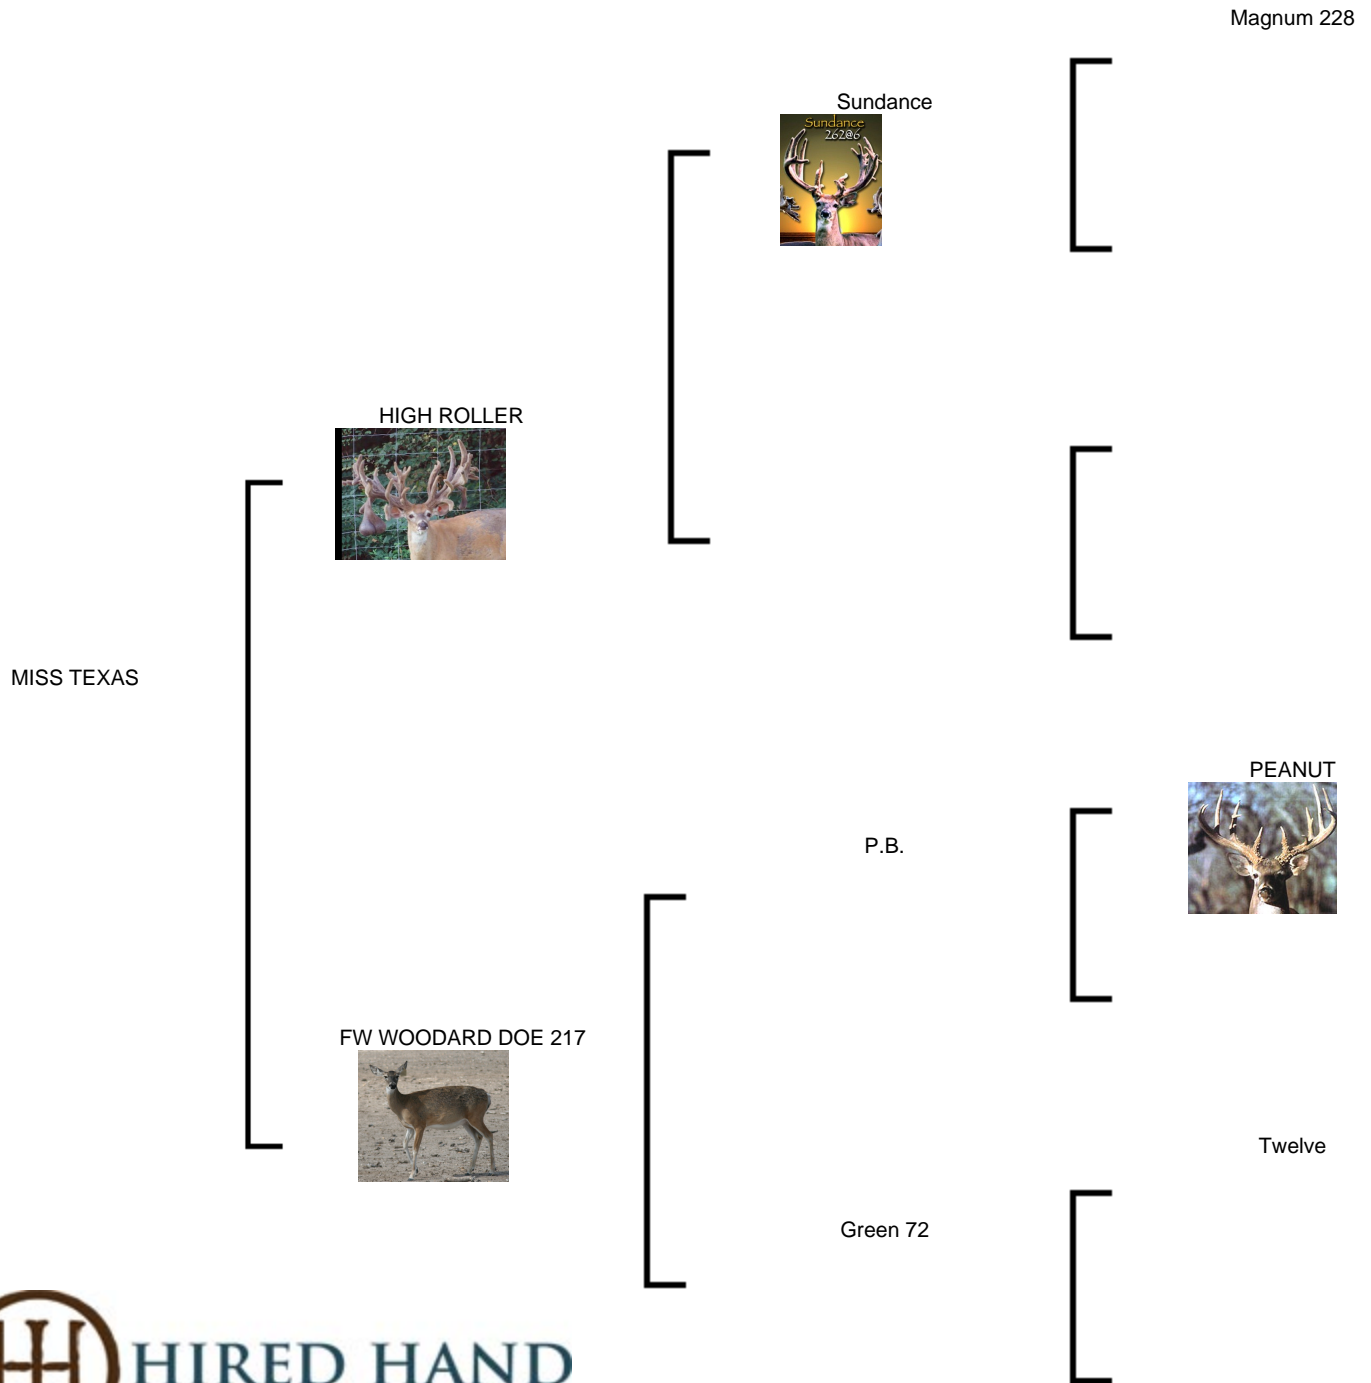 Magnum 228
Sundance
Sundance
262@6
HIGH ROLLER
MISS TEXAS
PEANUT
P.B.
FW WOODARD DOE 217
Twelve
Green 72
HIRED HAND